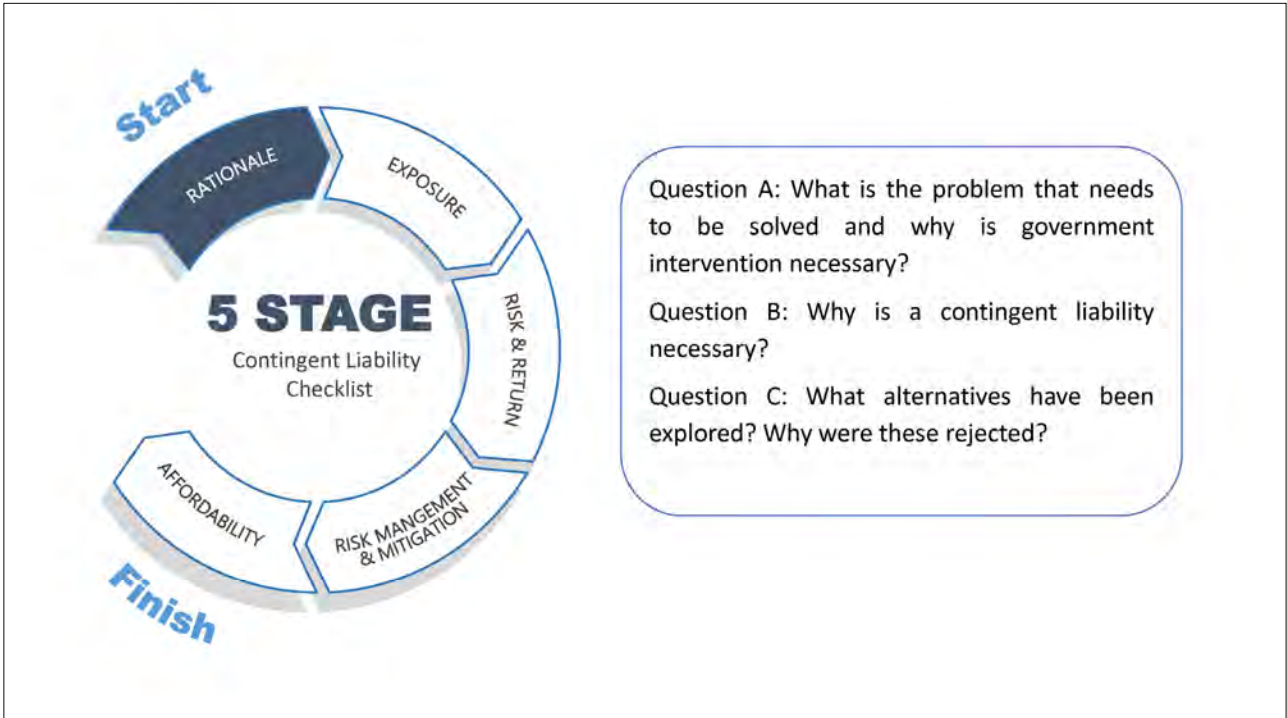 Start
RATIONALE
EXPOSURE
RISK & RETURN
RISK MANGEMENT
& MITIGATION
AFFORDABILITY
Finish
5 STAGE
Contingent Liability
Checklist
Question A: What is the problem that needs
to be solved and why is government
intervention necessary?
Question B: Why is a contingent liability
necessary?
Question C: What alternatives have been
explored? Why were these rejected?